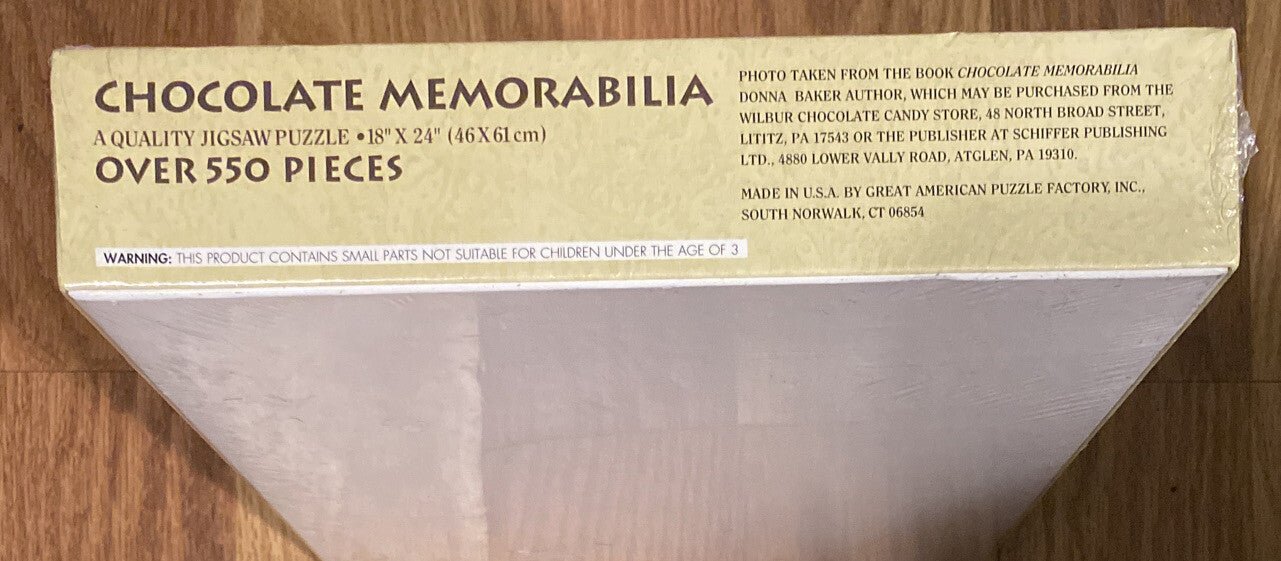 CHOCOLATE MEMORABILIA
A QUALITY JIGSAW PUZZLE • 18" X 24" (46 X 61 cm)
OVER 550 PIECES
WARNING: THIS PRODUCT CONTAINS SMALL PARTS NOT SUITABLE FOR CHILDREN UNDER THE AGE OF 3
PHOTO TAKEN FROM THE BOOK CHOCOLATE MEMORABILIA
DONNA BAKER AUTHOR, WHICH MAY BE PURCHASED FROM THE
WILBUR CHOCOLATE CANDY STORE, 48 NORTH BROAD STREET,
LITITZ, PA 17543 OR THE PUBLISHER AT SCHIFFER PUBLISHING
LTD., 4880 LOWER VALLY ROAD, ATGLEN, PA 19310.
MADE IN U.S.A. BY GREAT AMERICAN PUZZLE FACTORY, INC.,
SOUTH NORWALK, CT 06854